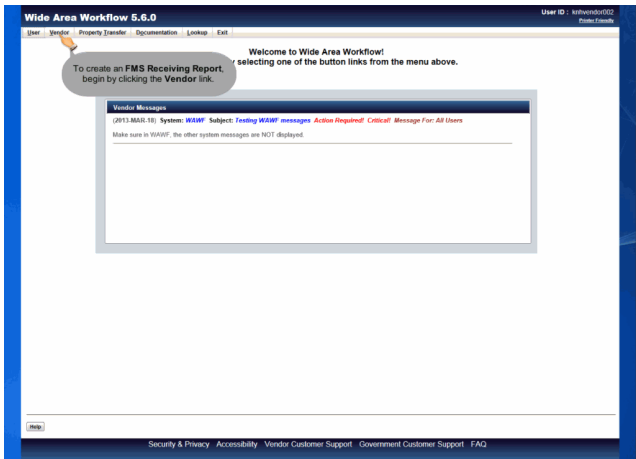 Wide Area Workflow 5.6.0
User ID : knhvendor002
Printer Friendly
User Vendor Property Transfer Documentation Lookup Exit
Welcome to Wide Area Workflow!
y selecting one of the button links from the menu above.
To create an FMS Receiving Report,
begin by clicking the Vendor link.
Vendor Messages
(2013-MAR-18) System: WAWF Subject: Testing WAWF messages Action Required! Critical! Message For: All Users
Make sure in WAWF, the other system messages are NOT displayed.
Help
Security & Privacy Accessibility Vendor Customer Support Government Customer Support FAQ